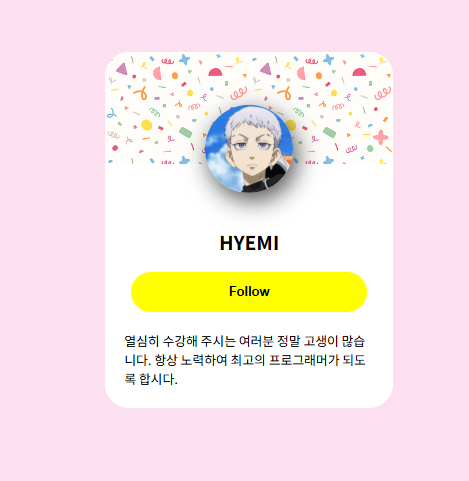 HYEMI
Follow
열심히 수강해 주시는 여러분 정말 고생이 많습
니다. 항상 노력하여 최고의 프로그래머가 되도
록 합시다.